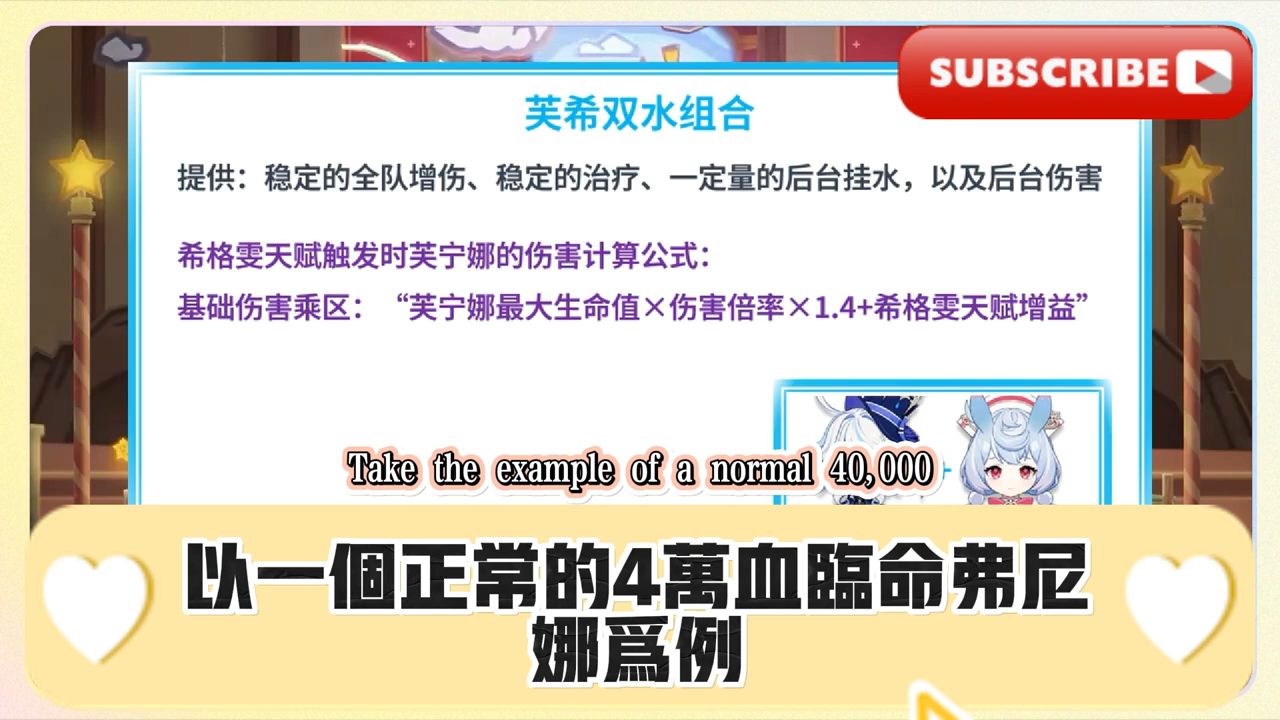 SUBSCRIBE
芙希双水组合
提供：稳定的全队增伤、稳定的治疗、一定量的后台挂水，以及后台伤害
希格雯天赋触发时芙宁娜的伤害计算公式：
基础伤害乘区：“芙宁娜最大生命值×伤害倍率×1.4+希格雯天赋增益”
Take the example of a normal 40,000
以一個正常的4萬血臨命弗尼
娜爲例